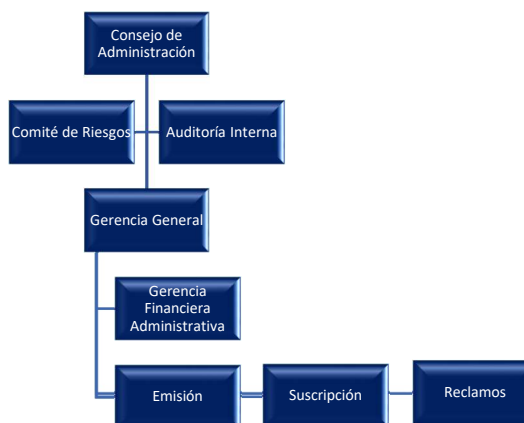 Consejo de
Administración
Comité de Riesgos
Auditoría Interna
Gerencia General
Gerencia
Financiera
Administrativa
Emisión
Suscripción
Reclamos